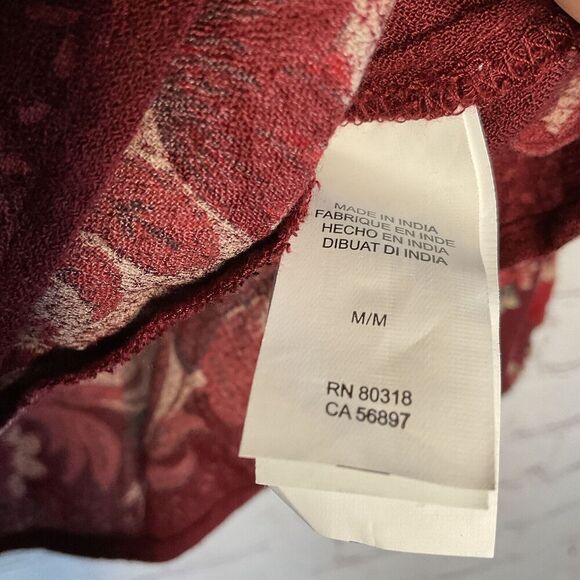 MADE IN INDIA
FABRIQUE EN INDE
HECHO EN INDIA
DIBUAT DI INDIA
M/M
RN 80318
CA 56897